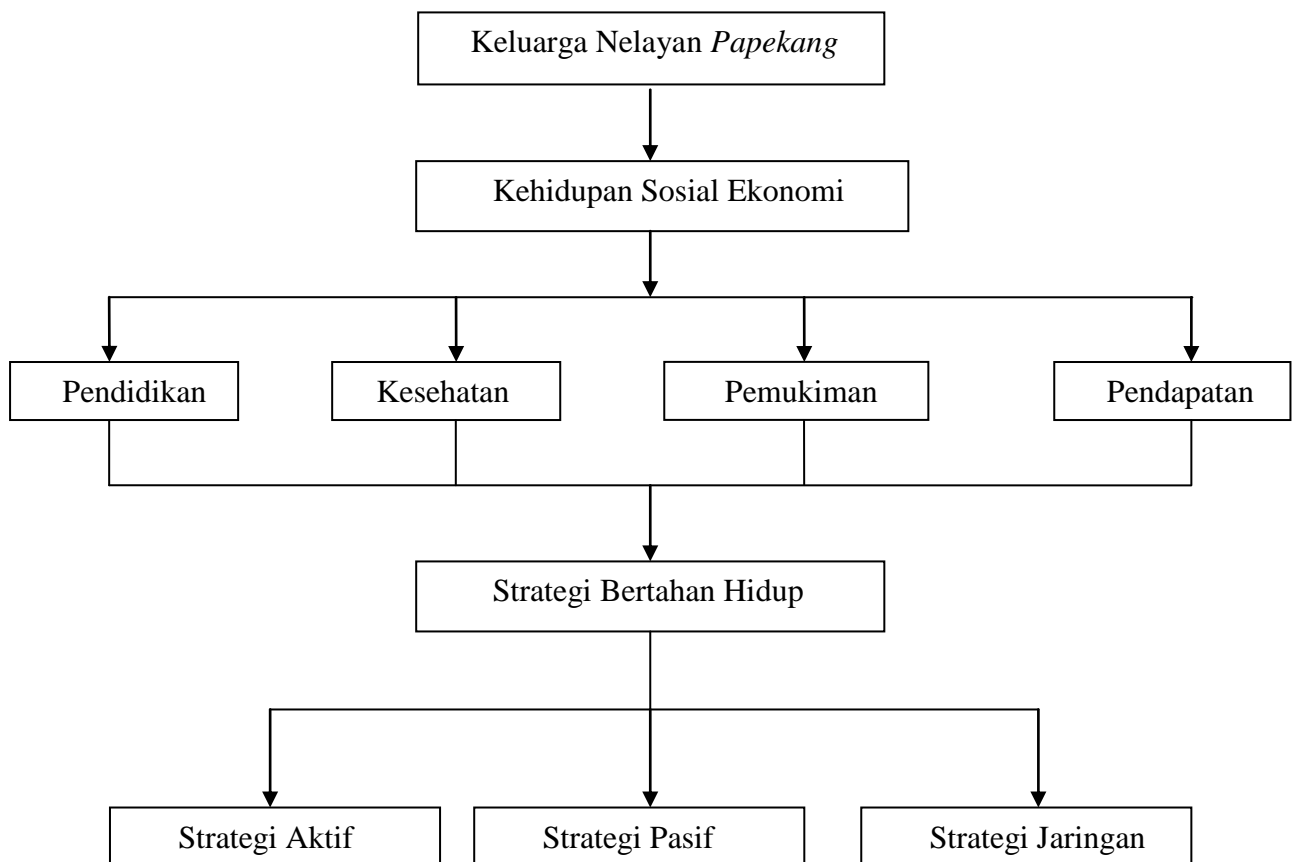 Keluarga Nelayan Papekang
Kehidupan Sosial Ekonomi
Pendidikan
Kesehatan
Pemukiman
Pendapatan
Strategi Bertahan Hidup
Strategi Aktif
Strategi Pasif
Strategi Jaringan